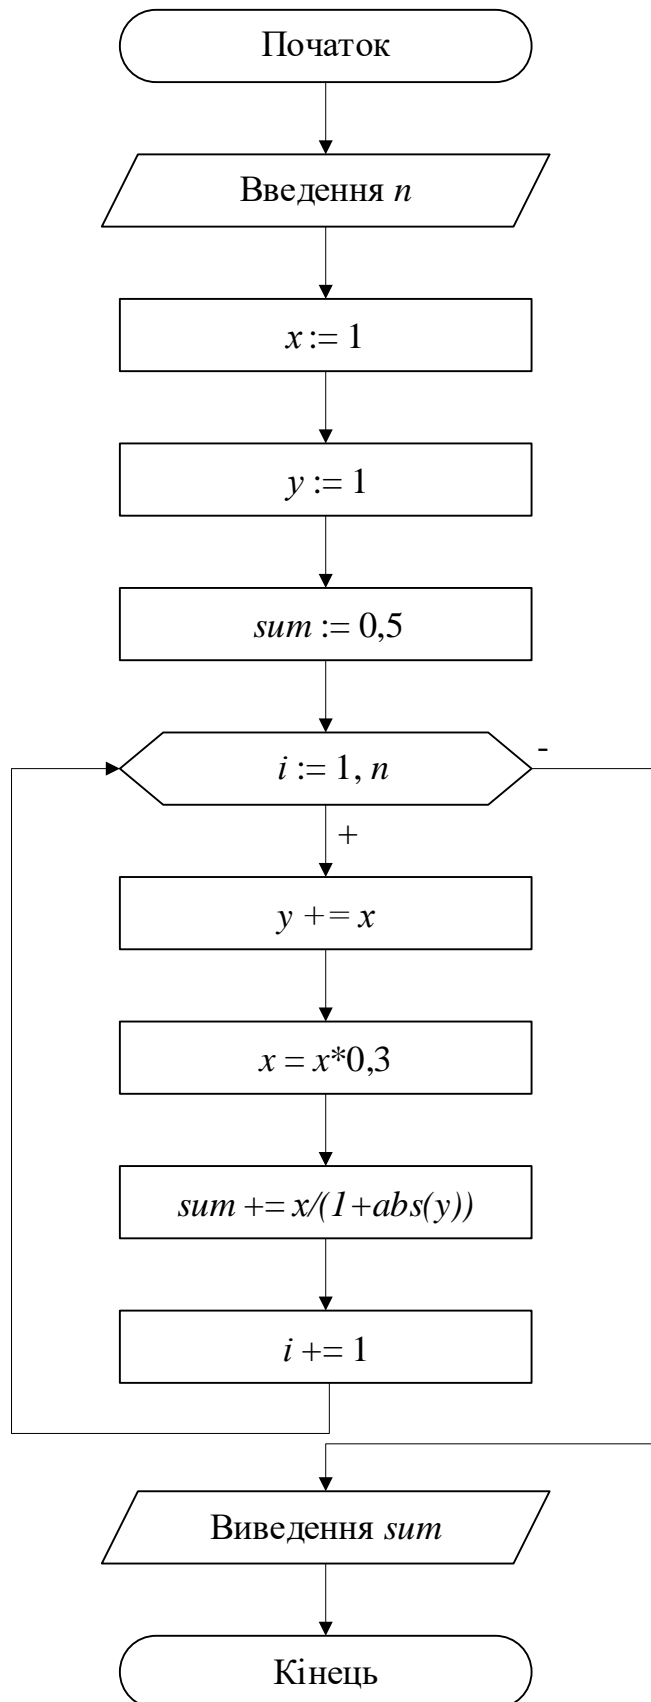 Початок
Введення n
x := 1
y := 1
sum := 0,5
i := 1, n
-
+
y += x
x = x*0,3
sum += x/(1+abs(y))
i += 1
Виведення sum
Кінець